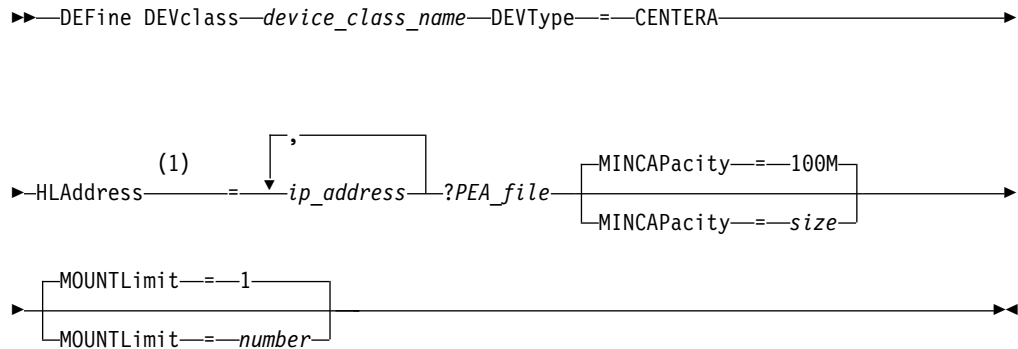 DEFine DEVclass device_class_name DEVType = CENTERA
,
(1)
MINCAPacity = 100M
HLAddress = ip_address ?PEA_file
MINCAPacity = size
MOUNTLimit = 1
MOUNTLimit = number